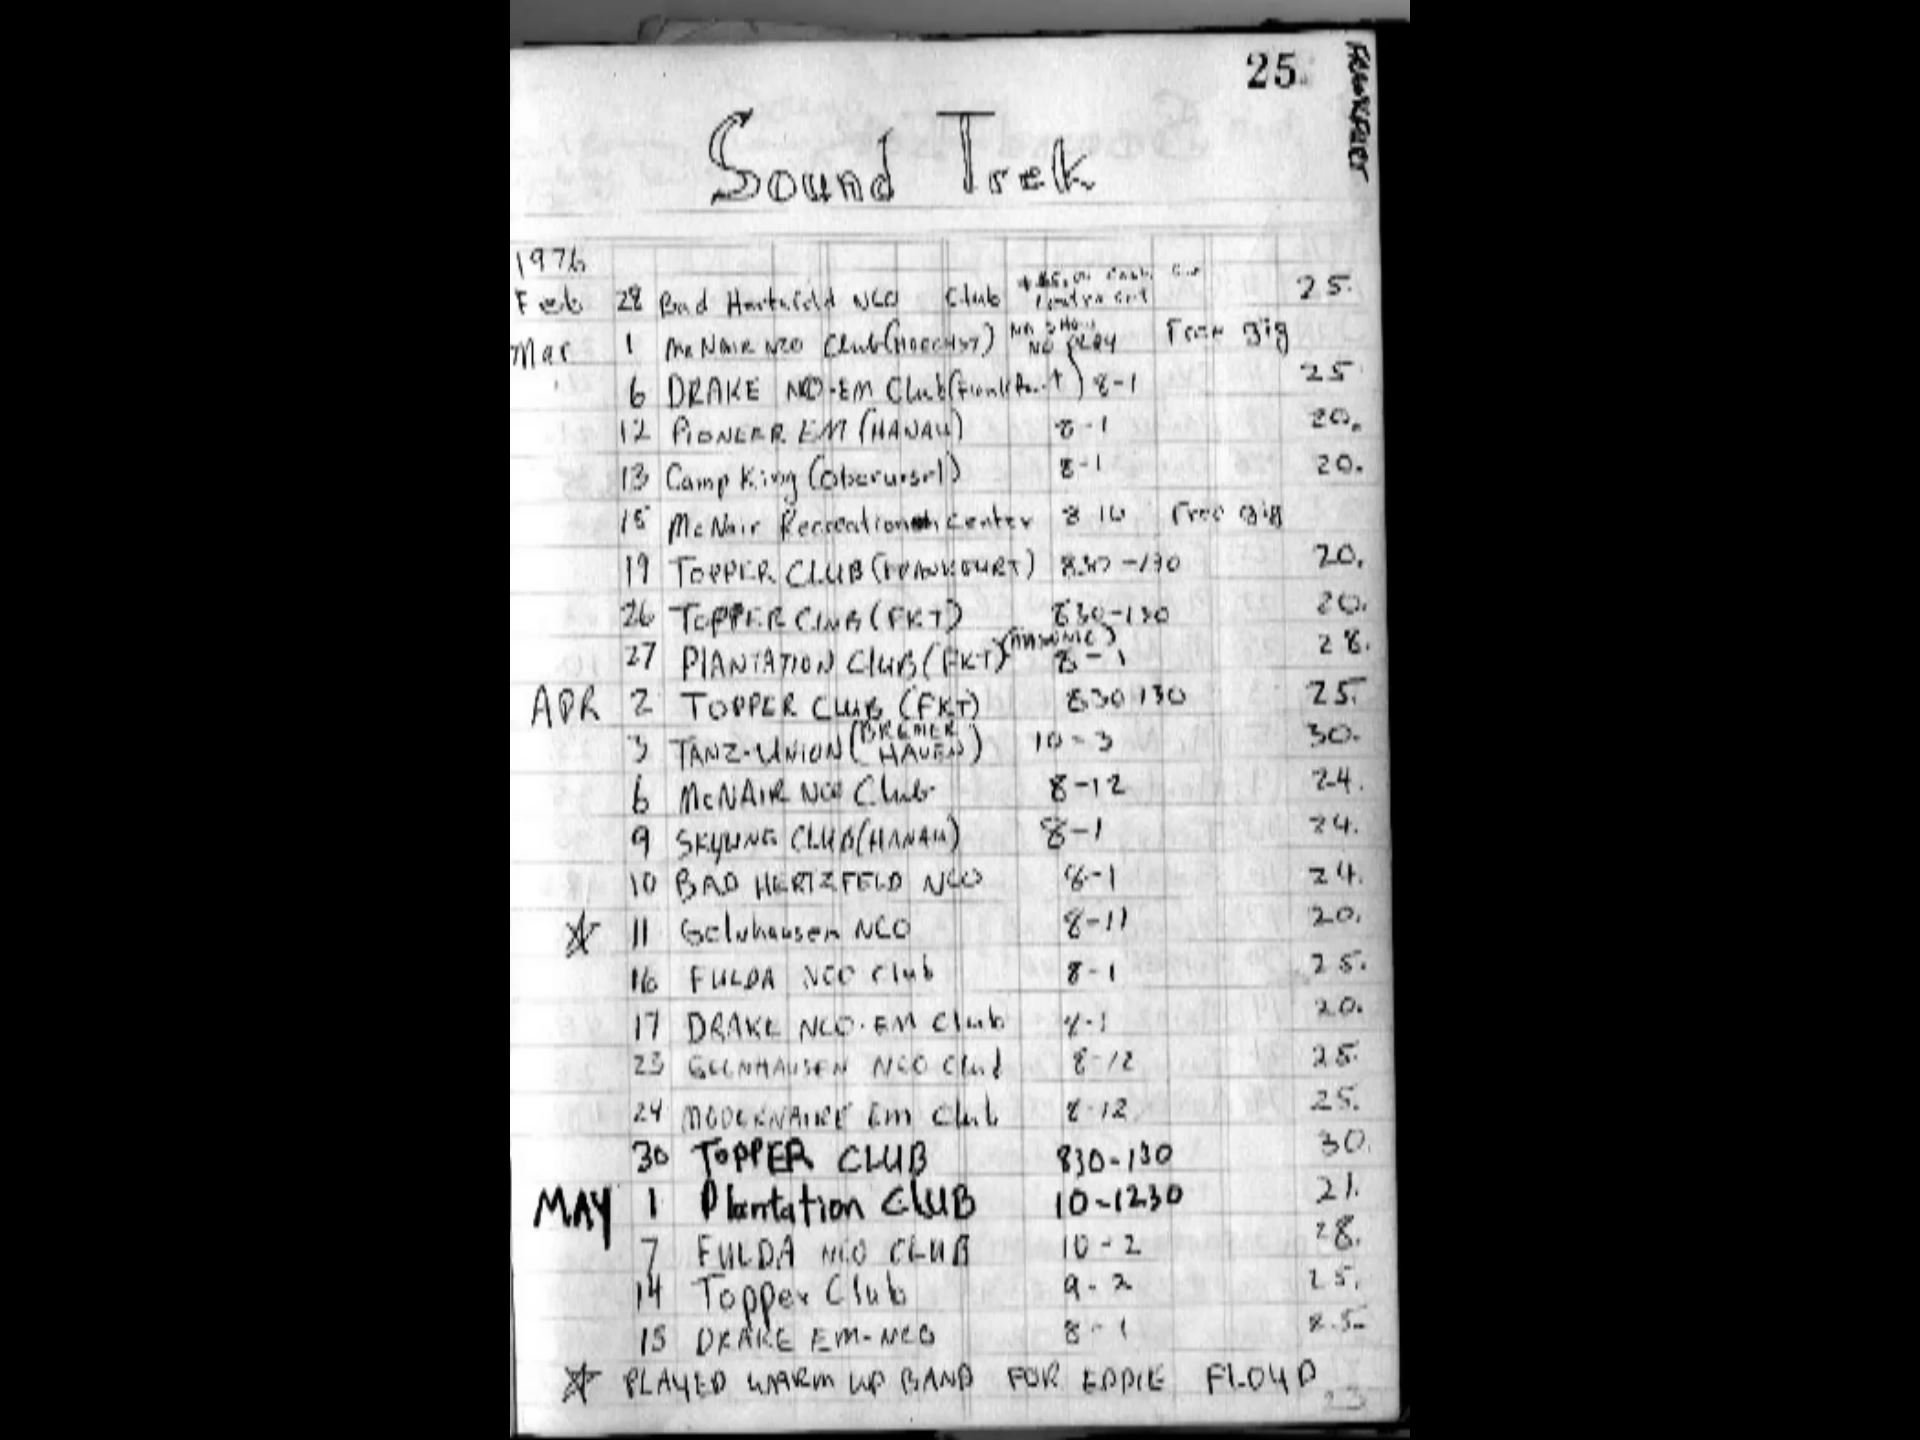 25.
FRANKFURT
Sound Trek
1976
Feb 28 Bad Hertzfeld NCO Club contract 25.
Mar 1 McNair NCO Club (HOECHST) NO SHOW NO PLAY Free gig
6 DRAKE NCO-EM Club (Frankfurt) 8-1 25
12 PIONEER EM (HANAU) 8-1 20.
13 Camp King (Oberursel) 8-1 20.
15 McNair Recreation Center 8 10 Free gig
19 TOPPER CLUB (FRANKFURT) 830-130 20.
26 TOPPER CLUB (FKT) 830-130 20.
27 PLANTATION CLUB (FKT) (MASONIC) 8-1 28.
APR 2 TOPPER CLUB (FKT) 830 130 25.
3 TANZ-UNION (BREMER HAVEN) 10-3 30.
6 McNAIR NCO Club 8-12 24.
9 SKYLINE CLUB (HANAU) 8-1 24.
10 BAD HERTZFELD NCO 8-1 24.
☆ 11 Gelnhausen NCO 8-11 20.
16 FULDA NCO Club 8-1 25.
17 DRAKE NCO-EM Club 8-1 20.
23 GELNHAUSEN NCO Club 8-12 25.
24 MODERNAIRE EM Club 8-12 25.
30 TOPPER CLUB 830-130 30.
MAY 1 Plantation CLUB 10-1230 21.
7 FULDA NCO CLUB 10-2 28.
14 Topper Club 9-2 25.
15 DRAKE EM-NCO 8-1 25-
☆ PLAYED WARM UP BAND FOR EDDIE FLOYD